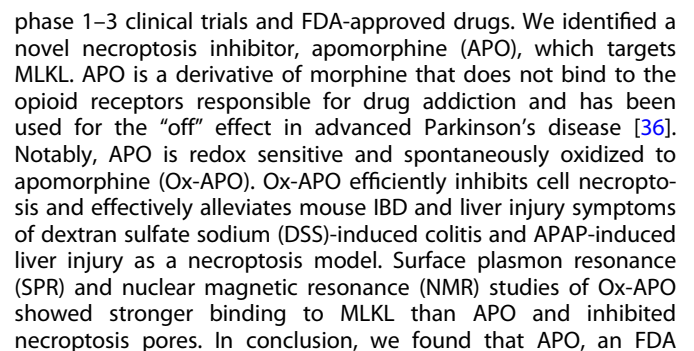 phase 1–3 clinical trials and FDA-approved drugs. We identified a
novel necroptosis inhibitor, apomorphine (APO), which targets
MLKL. APO is a derivative of morphine that does not bind to the
opioid receptors responsible for drug addiction and has been
used for the “off” effect in advanced Parkinson’s disease [36].
Notably, APO is redox sensitive and spontaneously oxidized to
apomorphine (Ox-APO). Ox-APO efficiently inhibits cell necropto-
sis and effectively alleviates mouse IBD and liver injury symptoms
of dextran sulfate sodium (DSS)-induced colitis and APAP-induced
liver injury as a necroptosis model. Surface plasmon resonance
(SPR) and nuclear magnetic resonance (NMR) studies of Ox-APO
showed stronger binding to MLKL than APO and inhibited
necroptosis pores. In conclusion, we found that APO, an FDA